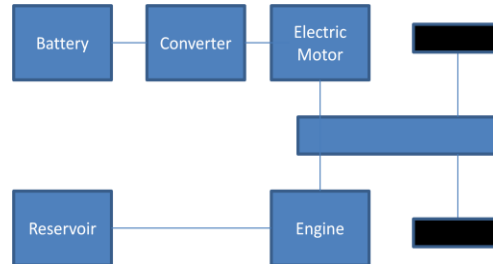 Battery
Converter
Electric
Motor
Reservoir
Engine